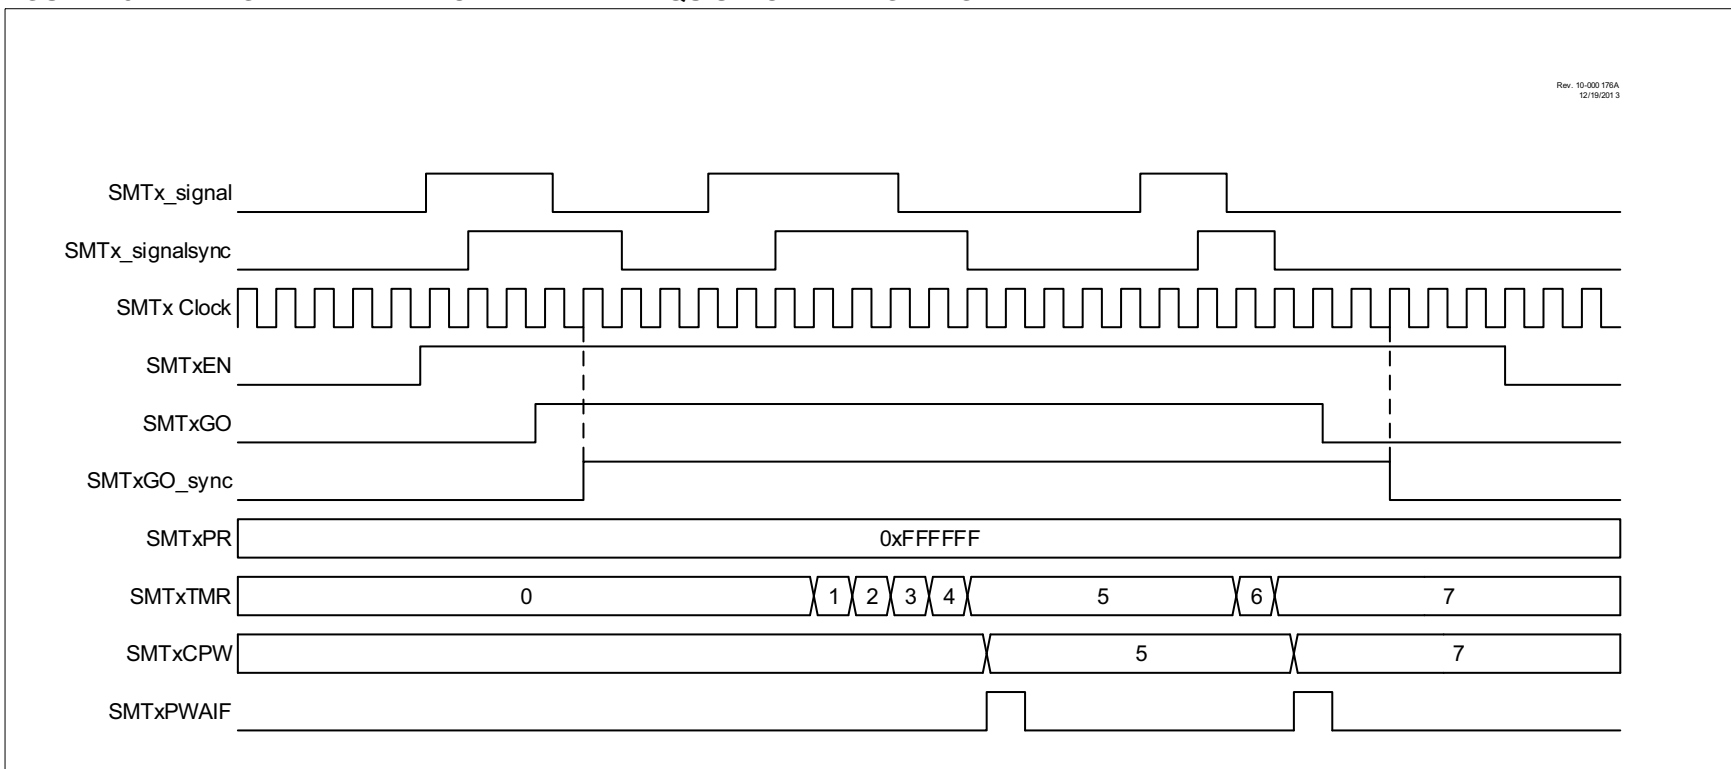 Rev. 10-000 176A
12/19/201 3
SMTx_signal
SMTx_signalsync
SMTx Clock
SMTxEN
SMTxGO
SMTxGO_sync
SMTxPR 0xFFFFFF
SMTxTMR 0 1 2 3 4 5 6 7
SMTxCPW 5 7
SMTxPWAIF